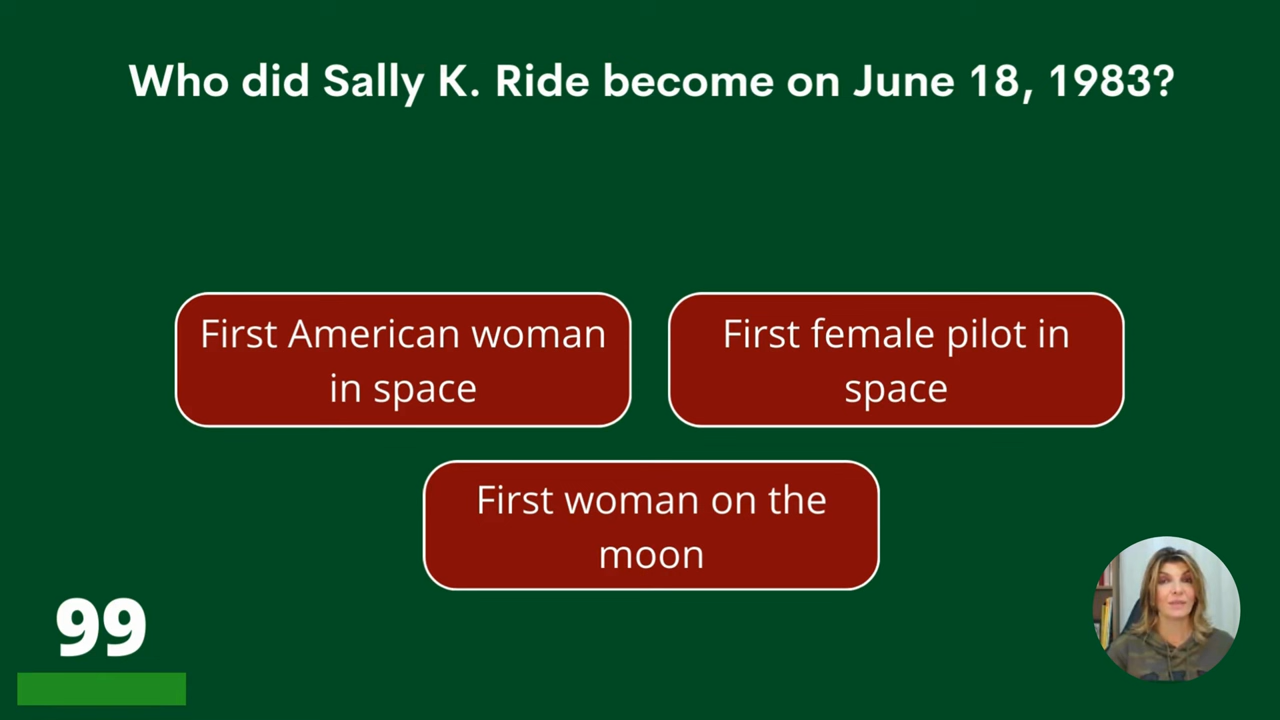 Who did Sally K. Ride become on June 18, 1983?
First American woman
in space
First female pilot in
space
First woman on the
moon
99